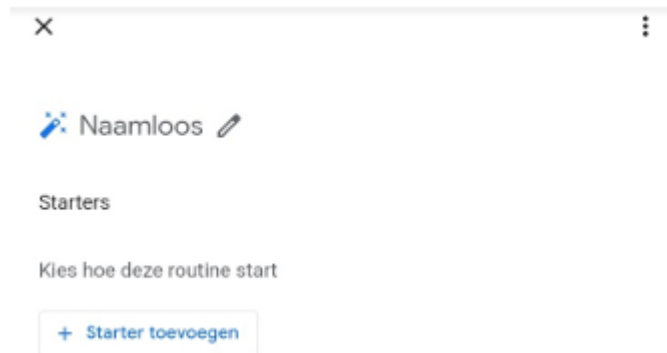 Naamloos
Starters
Kies hoe deze routine start
+ Starter toevoegen